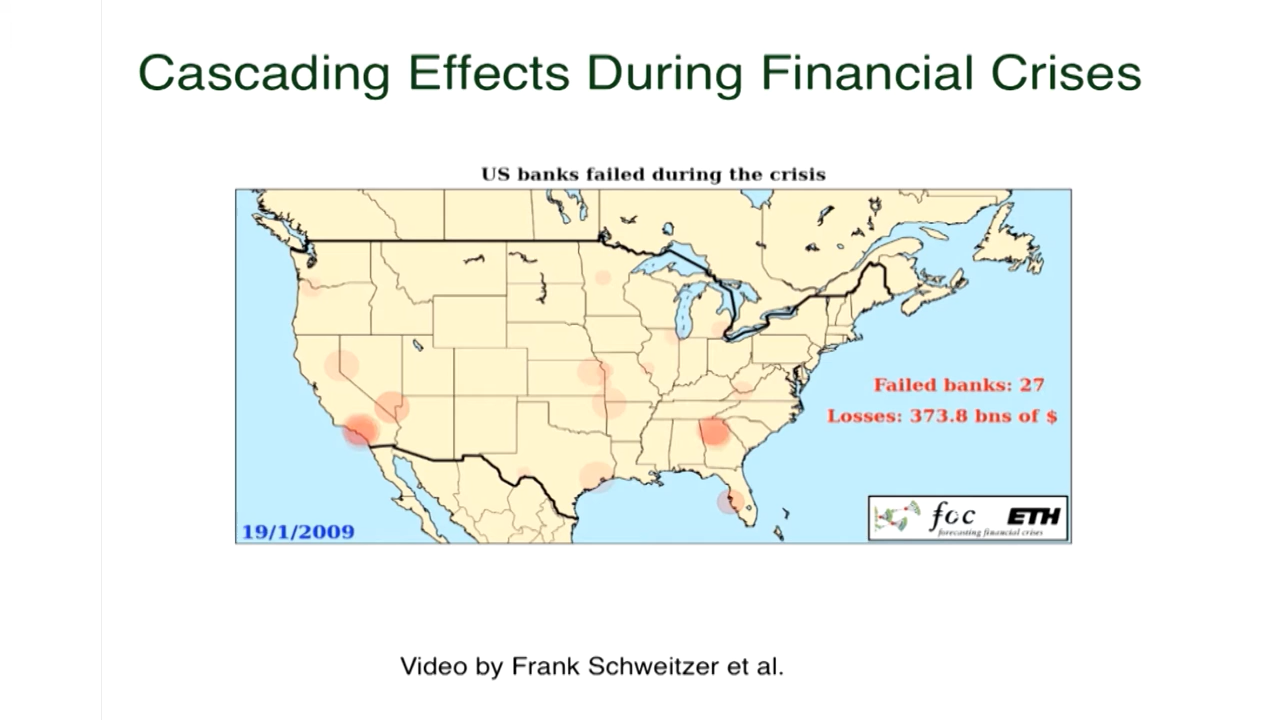 Cascading Effects During Financial Crises
US banks failed during the crisis
Failed banks: 27
Losses: 373.8 bns of $
foc ETH
forecasting financial crises
19/1/2009
Video by Frank Schweitzer et al.